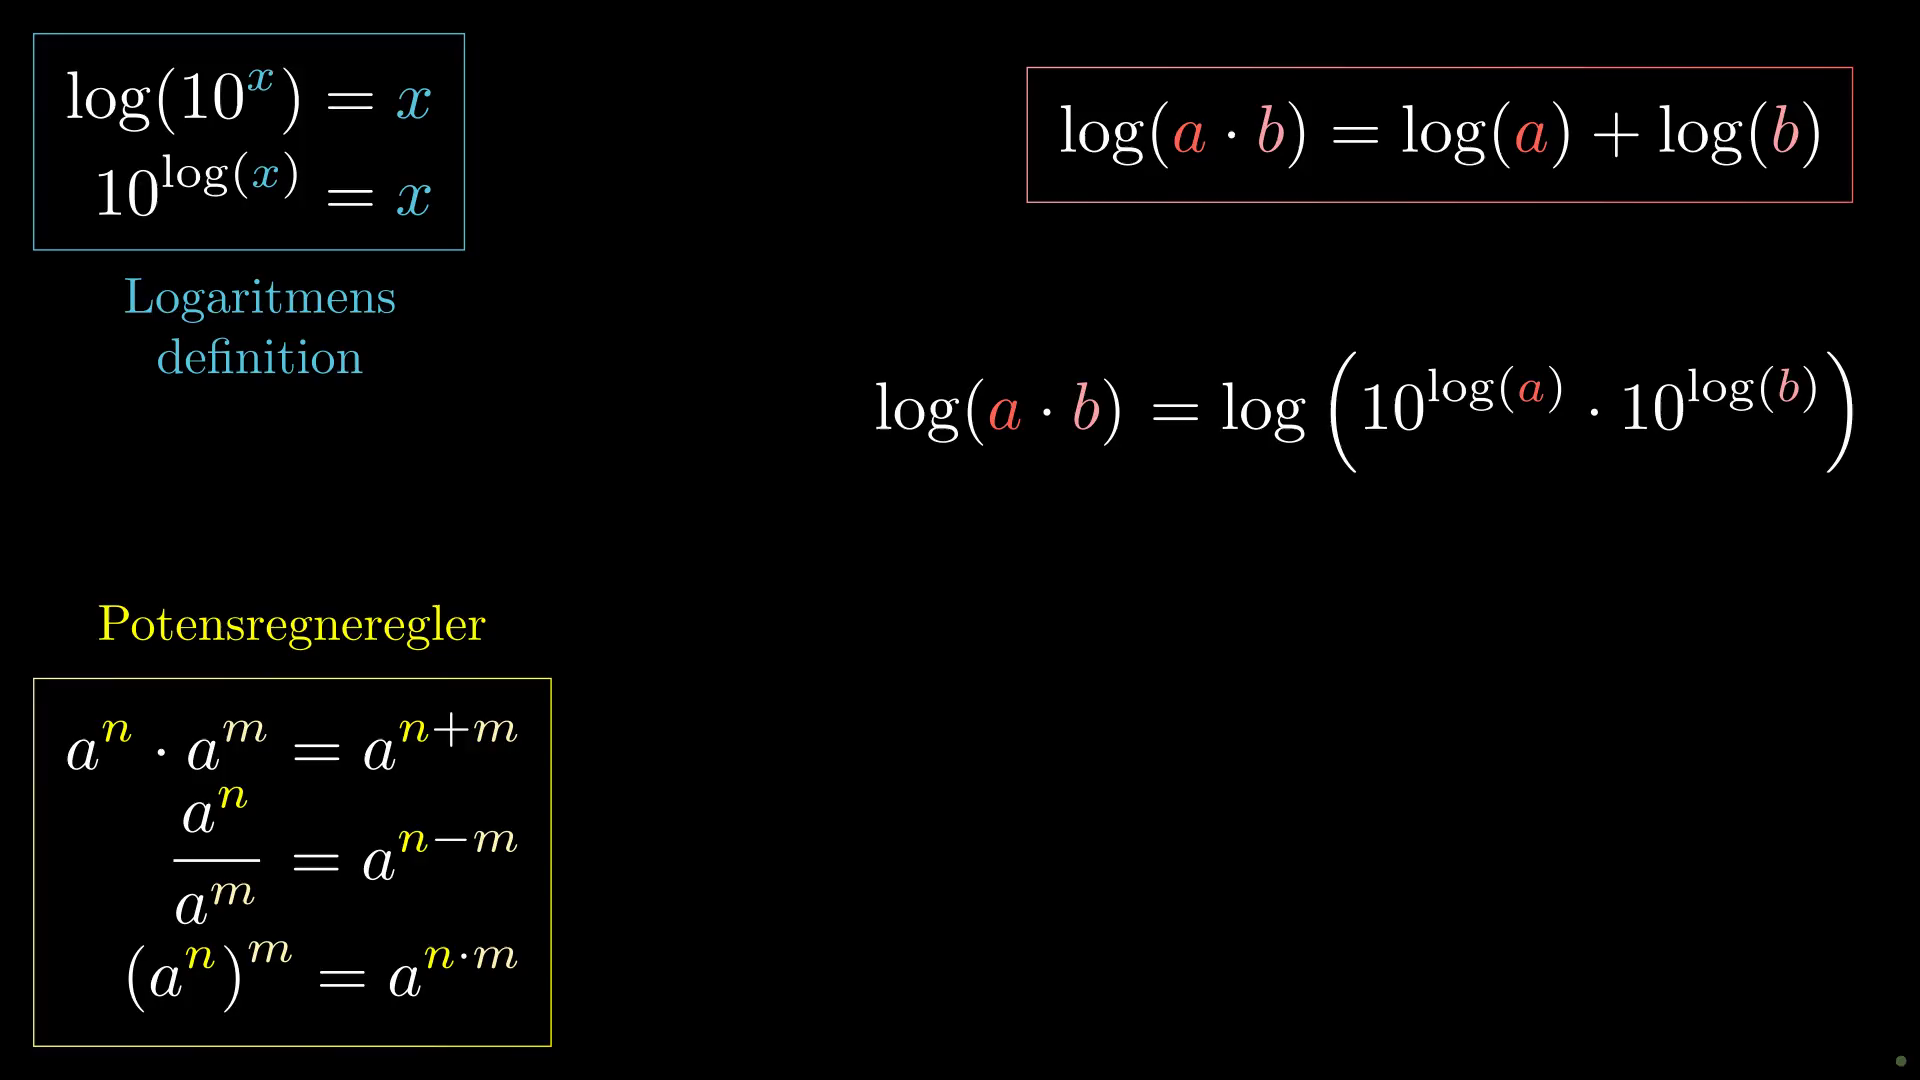 log(10^x) = x
10^log(x) = x
Logaritmens
definition
log(a · b) = log(a) + log(b)
log(a · b) = log(10^log(a) · 10^log(b))
Potensregneregler
a^n · a^m = a^(n+m)
a^n / a^m = a^(n−m)
(a^n)^m = a^(n·m)